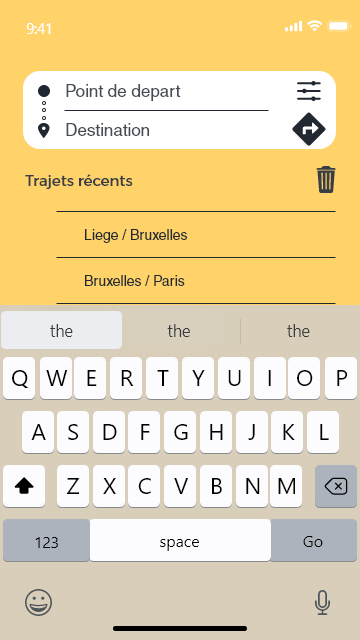 9:41
Point de depart
Destination
Trajets récents
Liege / Bruxelles
Bruxelles / Paris
the the the
Q W E R T Y U I O P
A S D F G H J K L
Z X C V B N M
123 space Go